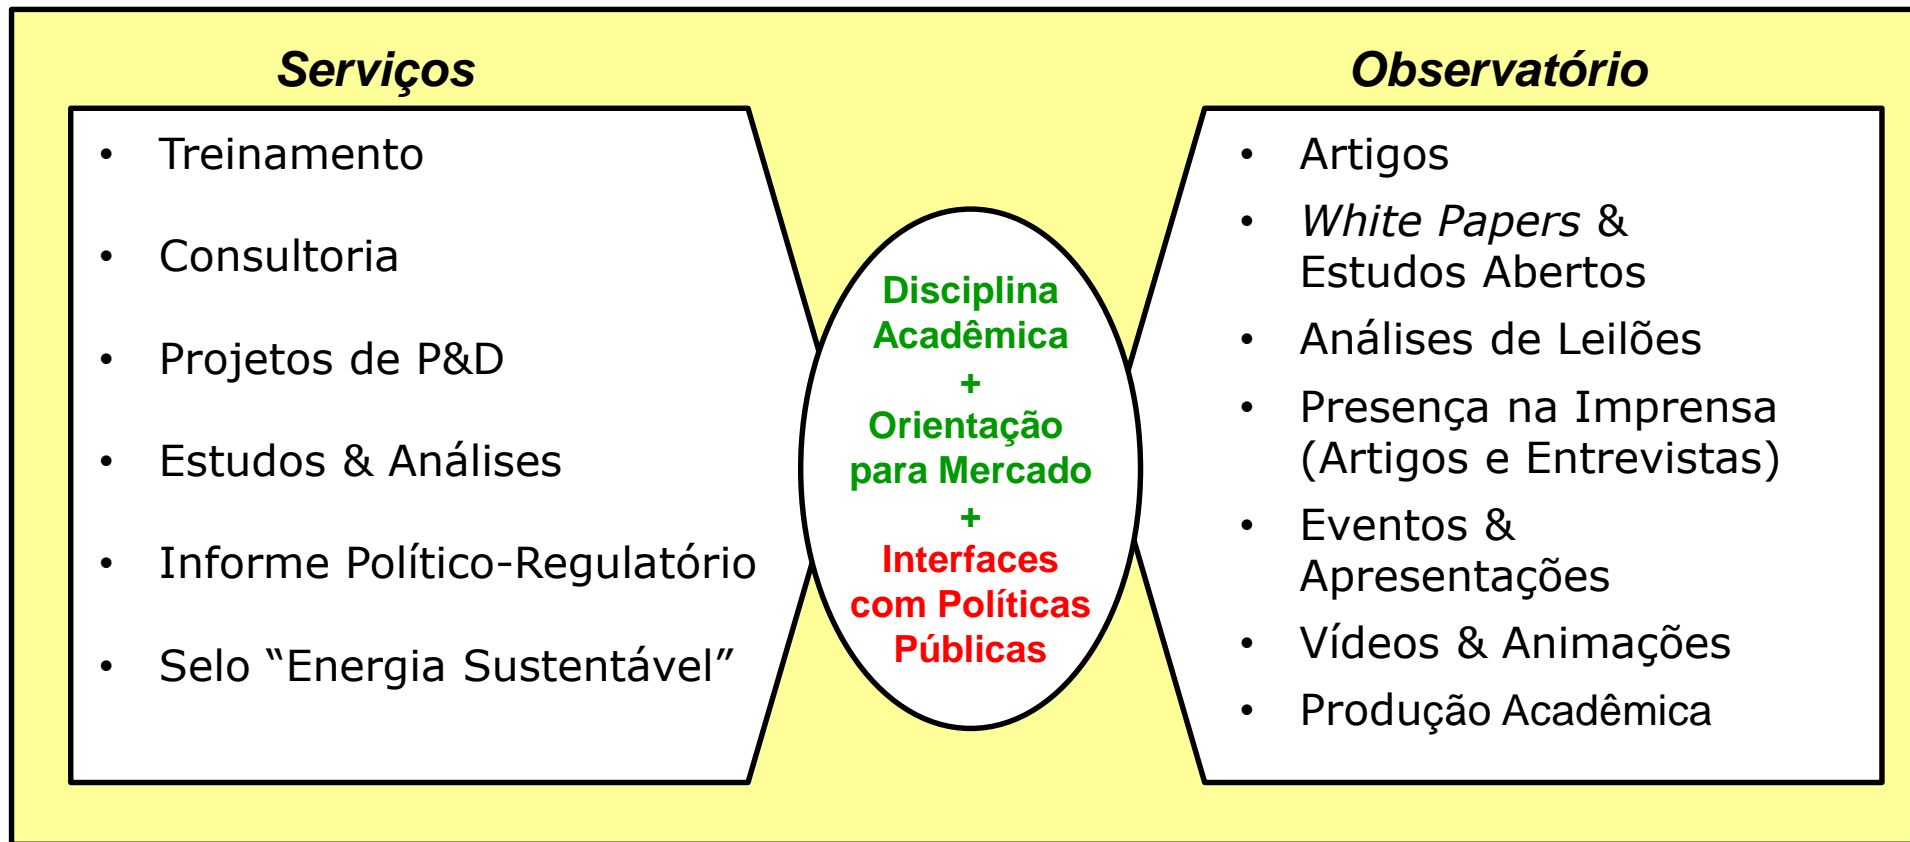 Serviços
• Treinamento
• Consultoria
• Projetos de P&D
• Estudos & Análises
• Informe Político-Regulatório
• Selo “Energia Sustentável”
Disciplina
Acadêmica
+
Orientação
para Mercado
+
Interfaces
com Políticas
Públicas
Observatório
• Artigos
• White Papers &
Estudos Abertos
• Análises de Leilões
• Presença na Imprensa
(Artigos e Entrevistas)
• Eventos &
Apresentações
• Vídeos & Animações
• Produção Acadêmica